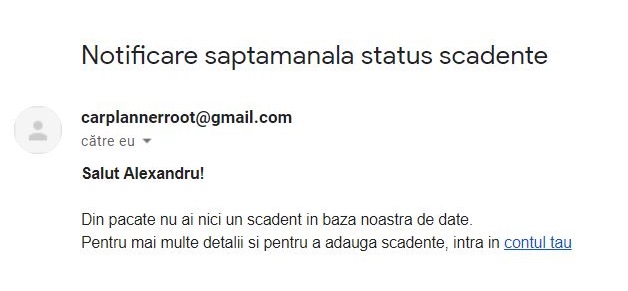 Notificare saptamanala status scadente
carplannerroot@gmail.com
către eu
Salut Alexandru!
Din pacate nu ai nici un scadent in baza noastra de date.
Pentru mai multe detalii si pentru a adauga scadente, intra in contul tau